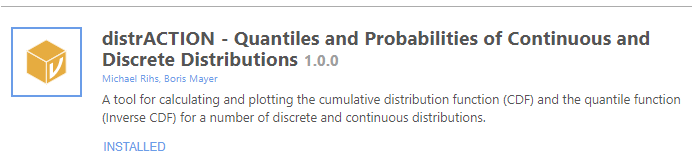 distrACTION - Quantiles and Probabilities of Continuous and
Discrete Distributions 1.0.0
Michael Rihs, Boris Mayer
A tool for calculating and plotting the cumulative distribution function (CDF) and the quantile function
(Inverse CDF) for a number of discrete and continuous distributions.
INSTALLED